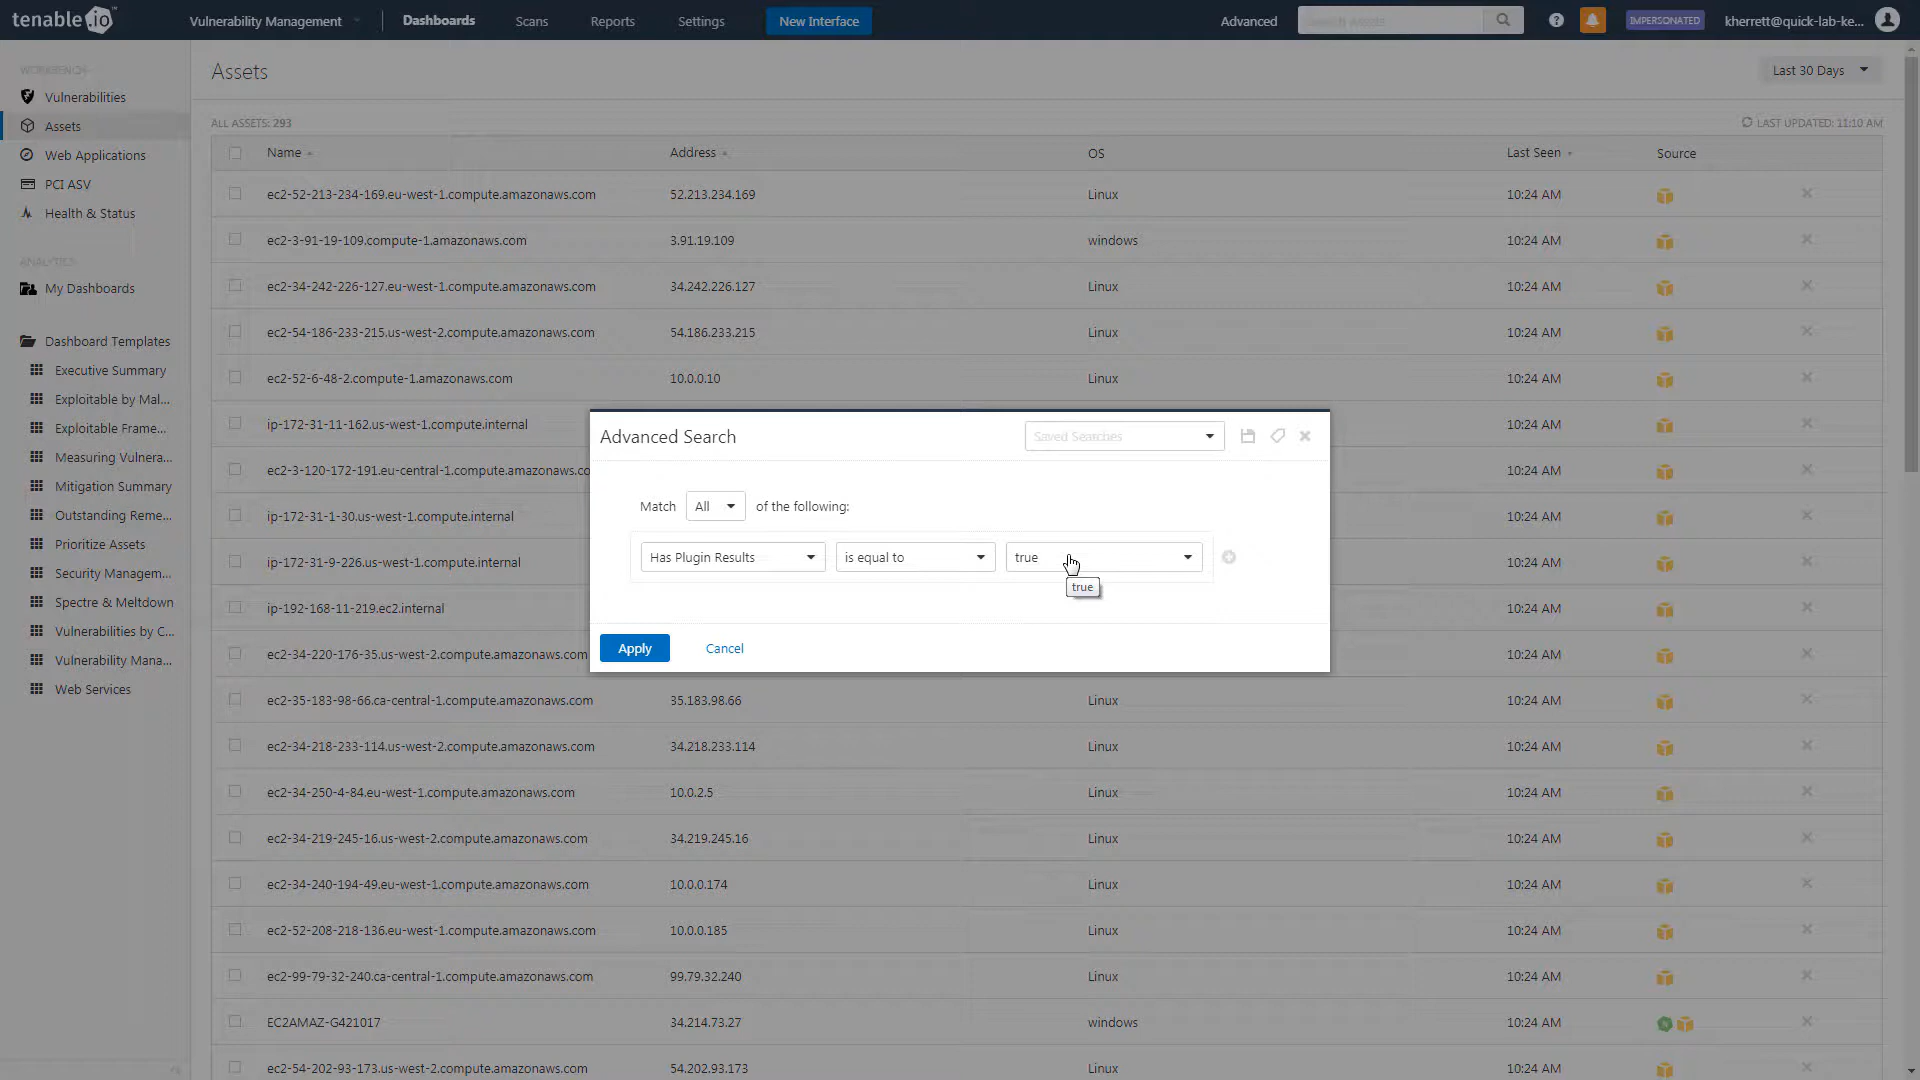 tenable.io Vulnerability Management Dashboards Scans Reports Settings New Interface Advanced Search Assets IMPERSONATED kherrett@quick-lab-ke...
WORKBENCH
Vulnerabilities
Assets
Web Applications
PCI ASV
Health & Status
ANALYTICS
My Dashboards
Dashboard Templates
Executive Summary
Exploitable by Mal...
Exploitable Frame...
Measuring Vulnera...
Mitigation Summary
Outstanding Reme...
Prioritize Assets
Security Managem...
Spectre & Meltdown
Vulnerabilities by C...
Vulnerability Mana...
Web Services
Assets Last 30 Days
ALL ASSETS: 293 LAST UPDATED: 11:10 AM
Name Address OS Last Seen Source
ec2-52-213-234-169.eu-west-1.compute.amazonaws.com 52.213.234.169 Linux 10:24 AM
ec2-3-91-19-109.compute-1.amazonaws.com 3.91.19.109 windows 10:24 AM
ec2-34-242-226-127.eu-west-1.compute.amazonaws.com 34.242.226.127 Linux 10:24 AM
ec2-54-186-233-215.us-west-2.compute.amazonaws.com 54.186.233.215 Linux 10:24 AM
ec2-52-6-48-2.compute-1.amazonaws.com 10.0.0.10 Linux 10:24 AM
ip-172-31-11-162.us-west-1.compute.internal 10:24 AM
ec2-3-120-172-191.eu-central-1.compute.amazonaws.co 10:24 AM
ip-172-31-1-30.us-west-1.compute.internal 10:24 AM
ip-172-31-9-226.us-west-1.compute.internal 10:24 AM
ip-192-168-11-219.ec2.internal 10:24 AM
ec2-34-220-176-35.us-west-2.compute.amazonaws.com 10:24 AM
ec2-35-183-98-66.ca-central-1.compute.amazonaws.com 35.183.98.66 Linux 10:24 AM
ec2-34-218-233-114.us-west-2.compute.amazonaws.com 34.218.233.114 Linux 10:24 AM
ec2-34-250-4-84.eu-west-1.compute.amazonaws.com 10.0.2.5 Linux 10:24 AM
ec2-34-219-245-16.us-west-2.compute.amazonaws.com 34.219.245.16 Linux 10:24 AM
ec2-34-240-194-49.eu-west-1.compute.amazonaws.com 10.0.0.174 Linux 10:24 AM
ec2-52-208-218-136.eu-west-1.compute.amazonaws.com 10.0.0.185 Linux 10:24 AM
ec2-99-79-32-240.ca-central-1.compute.amazonaws.com 99.79.32.240 Linux 10:24 AM
EC2AMAZ-G421017 34.214.73.27 windows 10:24 AM
ec2-54-202-93-173.us-west-2.compute.amazonaws.com 54.202.93.173 Linux 10:24 AM
Advanced Search Saved Searches
Match All of the following:
Has Plugin Results is equal to true
true
Apply Cancel